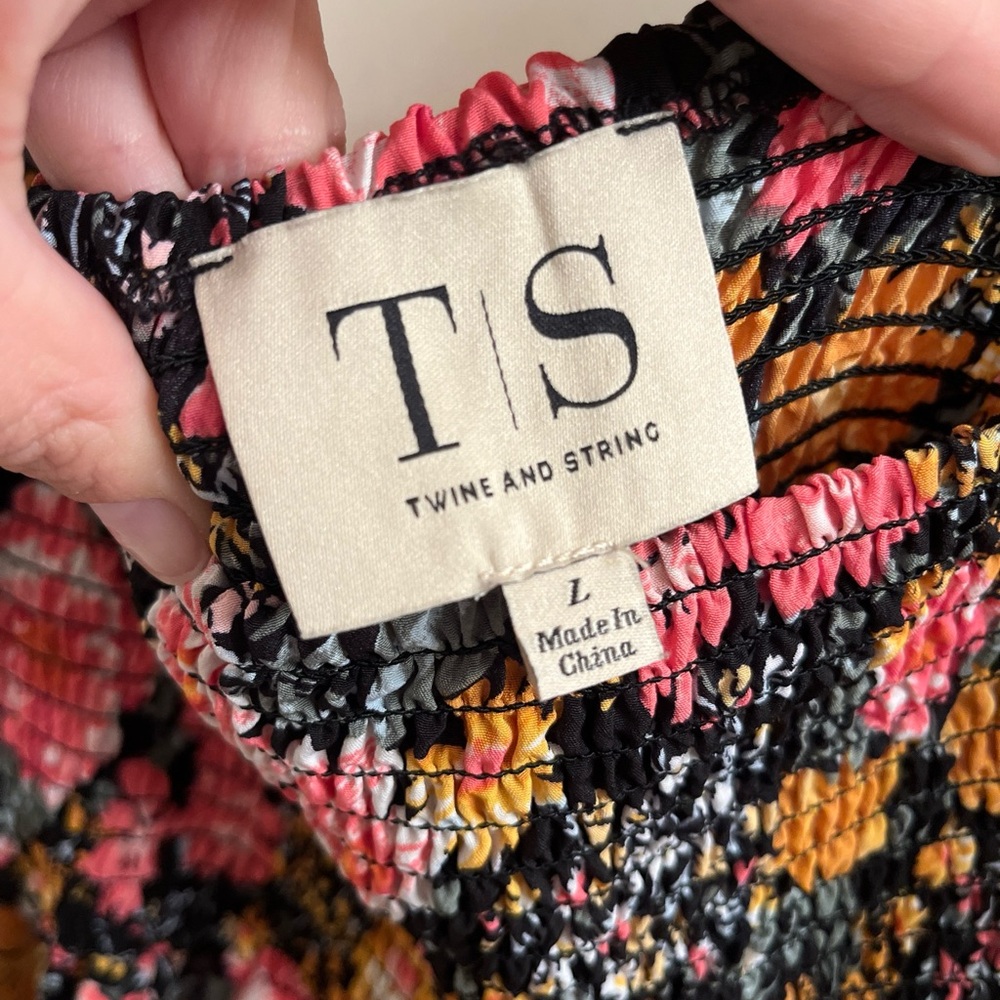 T|S
TWINE AND STRING
L
Made In
China